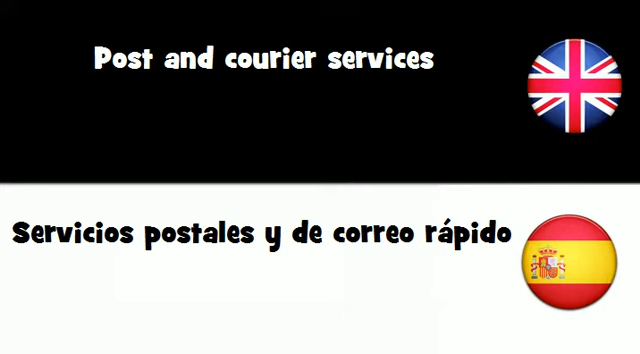 Post and courier services
Servicios postales y de correo rápido